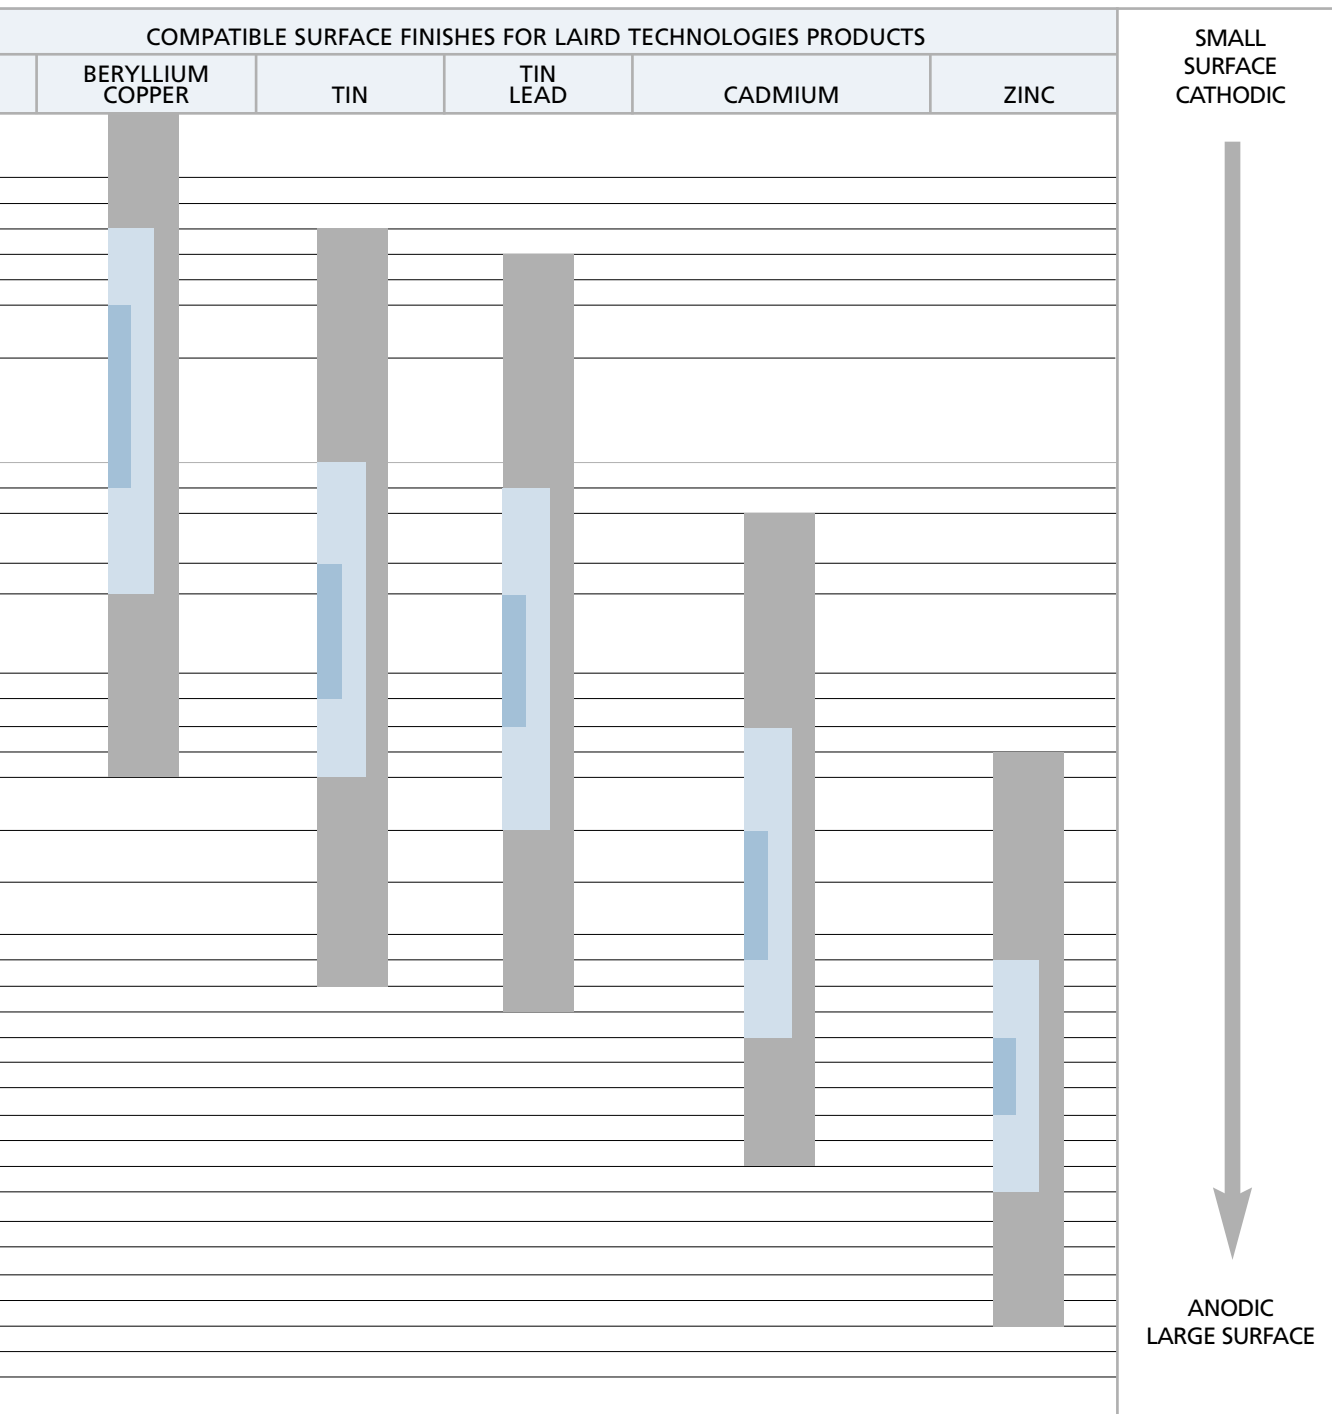 COMPATIBLE SURFACE FINISHES FOR LAIRD TECHNOLOGIES PRODUCTS
BERYLLIUM
COPPER
TIN
TIN
LEAD
CADMIUM
ZINC
SMALL
SURFACE
CATHODIC
ANODIC
LARGE SURFACE